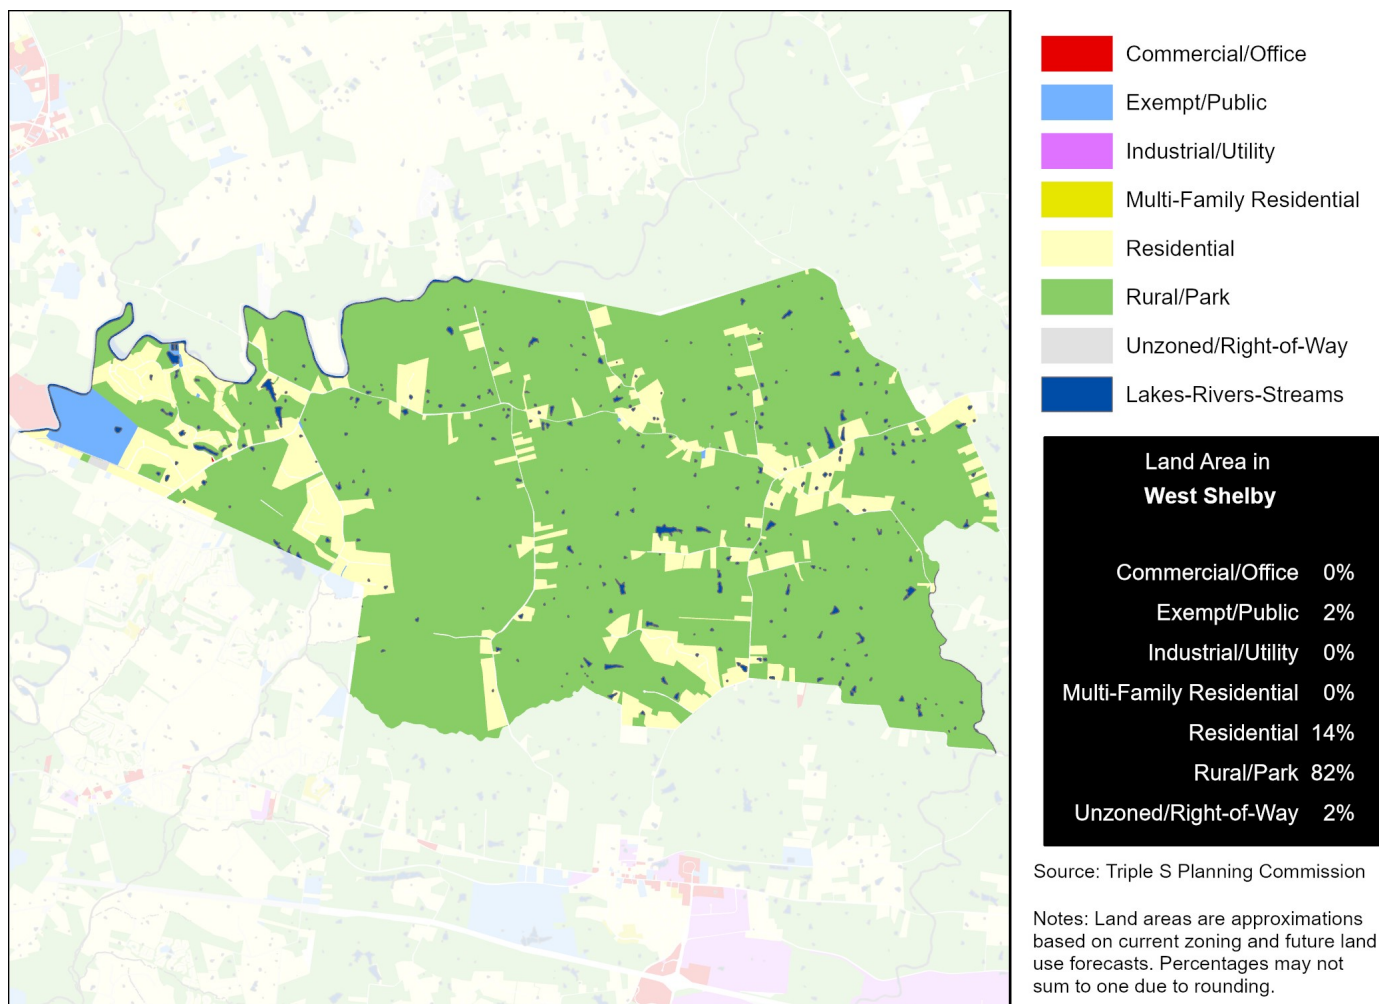 Commercial/Office
Exempt/Public
Industrial/Utility
Multi-Family Residential
Residential
Rural/Park
Unzoned/Right-of-Way
Lakes-Rivers-Streams
Land Area in
West Shelby
Commercial/Office 0%
Exempt/Public 2%
Industrial/Utility 0%
Multi-Family Residential 0%
Residential 14%
Rural/Park 82%
Unzoned/Right-of-Way 2%
Source: Triple S Planning Commission
Notes: Land areas are approximations
based on current zoning and future land
use forecasts. Percentages may not
sum to one due to rounding.